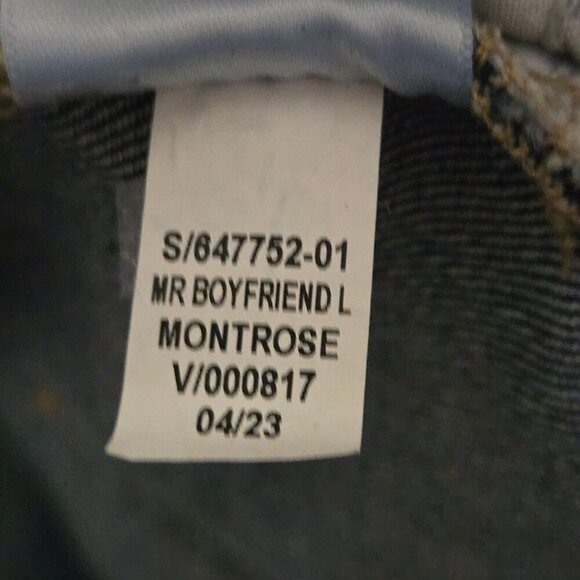 S/647752-01
MR BOYFRIEND L
MONTROSE
V/000817
04/23